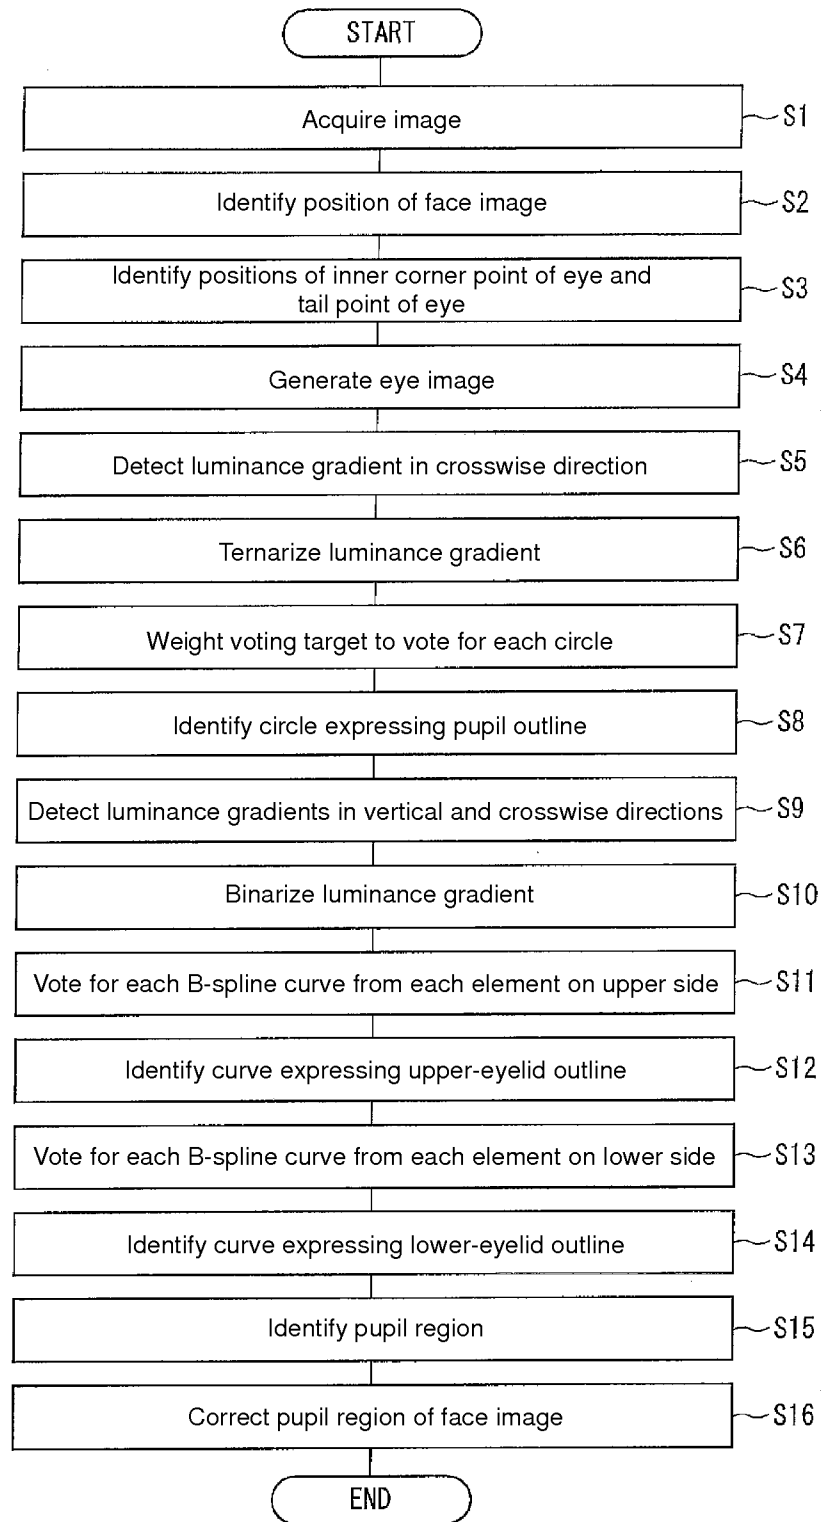 START
Acquire image
S1
Identify position of face image
S2
Identify positions of inner corner point of eye and
tail point of eye
S3
Generate eye image
S4
Detect luminance gradient in crosswise direction
S5
Ternarize luminance gradient
S6
Weight voting target to vote for each circle
S7
Identify circle expressing pupil outline
S8
Detect luminance gradients in vertical and crosswise directions
S9
Binarize luminance gradient
S10
Vote for each B-spline curve from each element on upper side
S11
Identify curve expressing upper-eyelid outline
S12
Vote for each B-spline curve from each element on lower side
S13
Identify curve expressing lower-eyelid outline
S14
Identify pupil region
S15
Correct pupil region of face image
S16
END